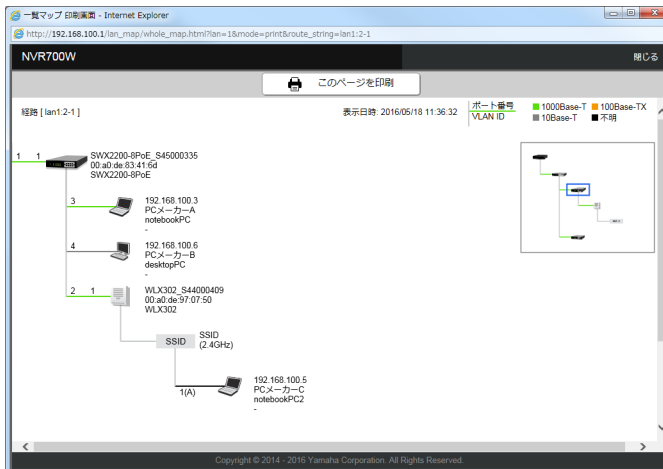 一覧マップ 印刷画面 - Internet Explorer
http://192.168.100.1/lan_map/whole_map.html?lan=1&mode=print&route_string=lan1:2-1
NVR700W
閉じる
このページを印刷
経路 [ lan1:2-1 ]
表示日時: 2016/05/18 11:36:32
ポート番号
VLAN ID
1000Base-T
100Base-TX
10Base-T
不明
1 1
SWX2200-8PoE_S45000335
00:a0:de:83:41:6d
SWX2200-8PoE
3
192.168.100.3
PCメーカーA
notebookPC
-
4
192.168.100.6
PCメーカーB
desktopPC
-
2 1
WLX302_S44000409
00:a0:de:97:07:50
WLX302
SSID
SSID
(2.4GHz)
1(A)
192.168.100.5
PCメーカーC
notebookPC2
-
Copyright © 2014 - 2016 Yamaha Corporation. All Rights Reserved.